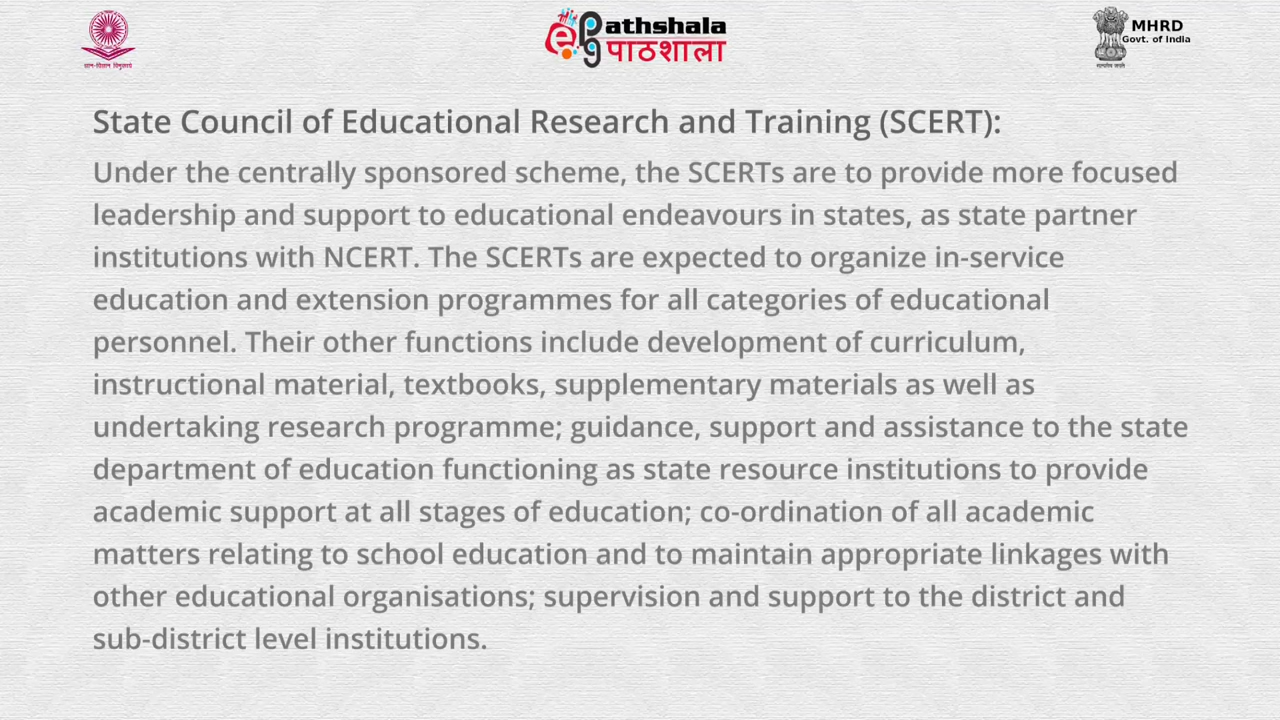 ज्ञान-विज्ञान विमुक्तये
Pathshala
पाठशाला
MHRD
Govt. of India
सत्यमेव जयते
State Council of Educational Research and Training (SCERT):
Under the centrally sponsored scheme, the SCERTs are to provide more focused
leadership and support to educational endeavours in states, as state partner
institutions with NCERT. The SCERTs are expected to organize in-service
education and extension programmes for all categories of educational
personnel. Their other functions include development of curriculum,
instructional material, textbooks, supplementary materials as well as
undertaking research programme; guidance, support and assistance to the state
department of education functioning as state resource institutions to provide
academic support at all stages of education; co-ordination of all academic
matters relating to school education and to maintain appropriate linkages with
other educational organisations; supervision and support to the district and
sub-district level institutions.